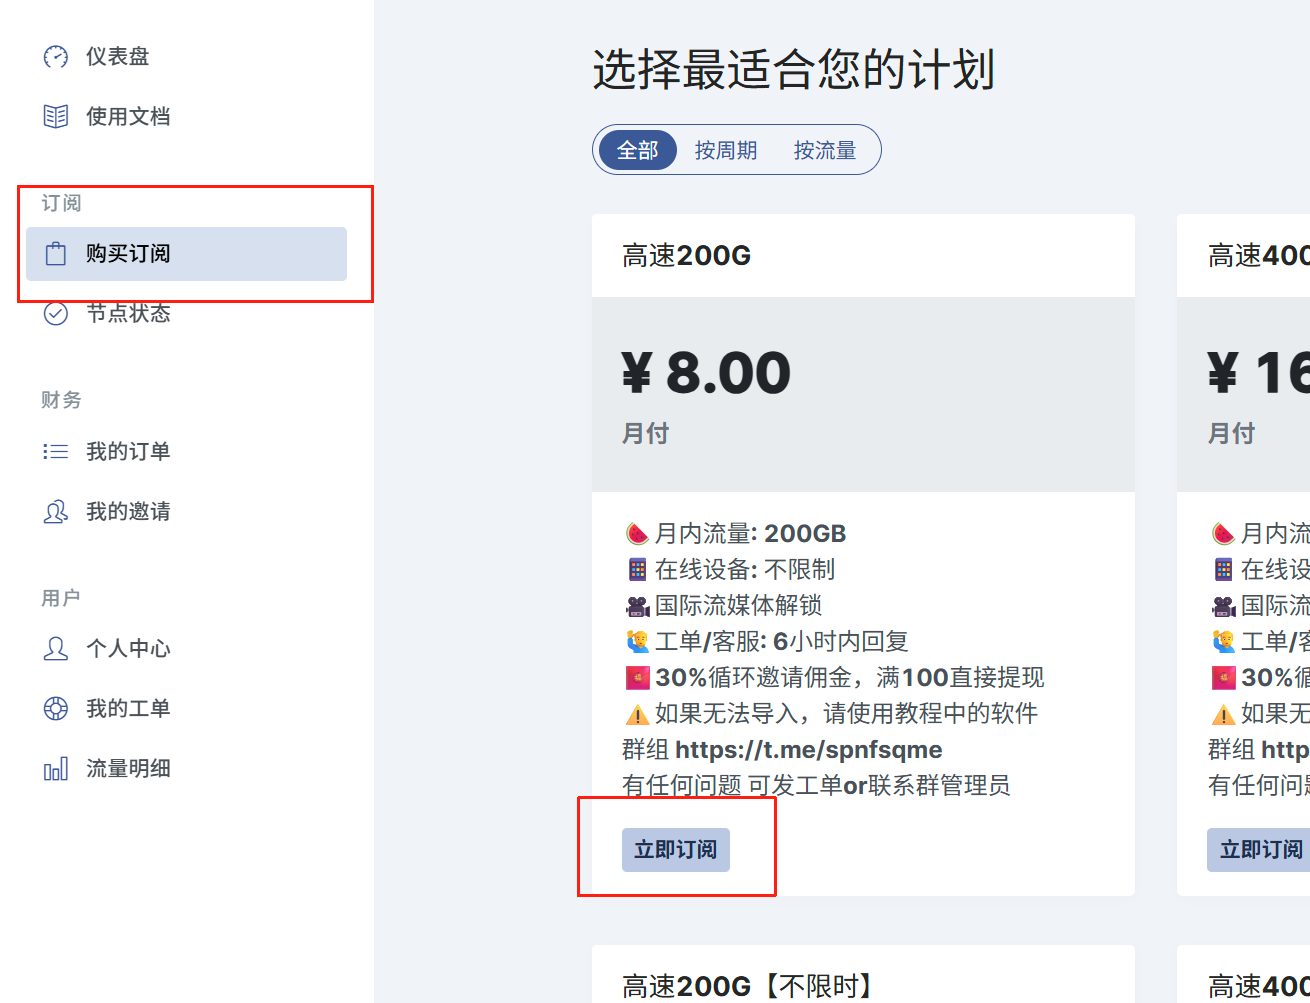 仪表盘
使用文档
订阅
购买订阅
节点状态
财务
我的订单
我的邀请
用户
个人中心
我的工单
流量明细
选择最适合您的计划
全部 按周期 按流量
高速200G
¥ 8.00
月付
月内流量: 200GB
在线设备: 不限制
国际流媒体解锁
工单/客服: 6小时内回复
30%循环邀请佣金，满100直接提现
如果无法导入，请使用教程中的软件
群组 https://t.me/spnfsqme
有任何问题 可发工单or联系群管理员
立即订阅
高速400
¥ 16
月付
月内流
在线设
国际流
工单/客
30%循
如果无
群组 http
有任何问题
立即订阅
高速200G【不限时】
高速400